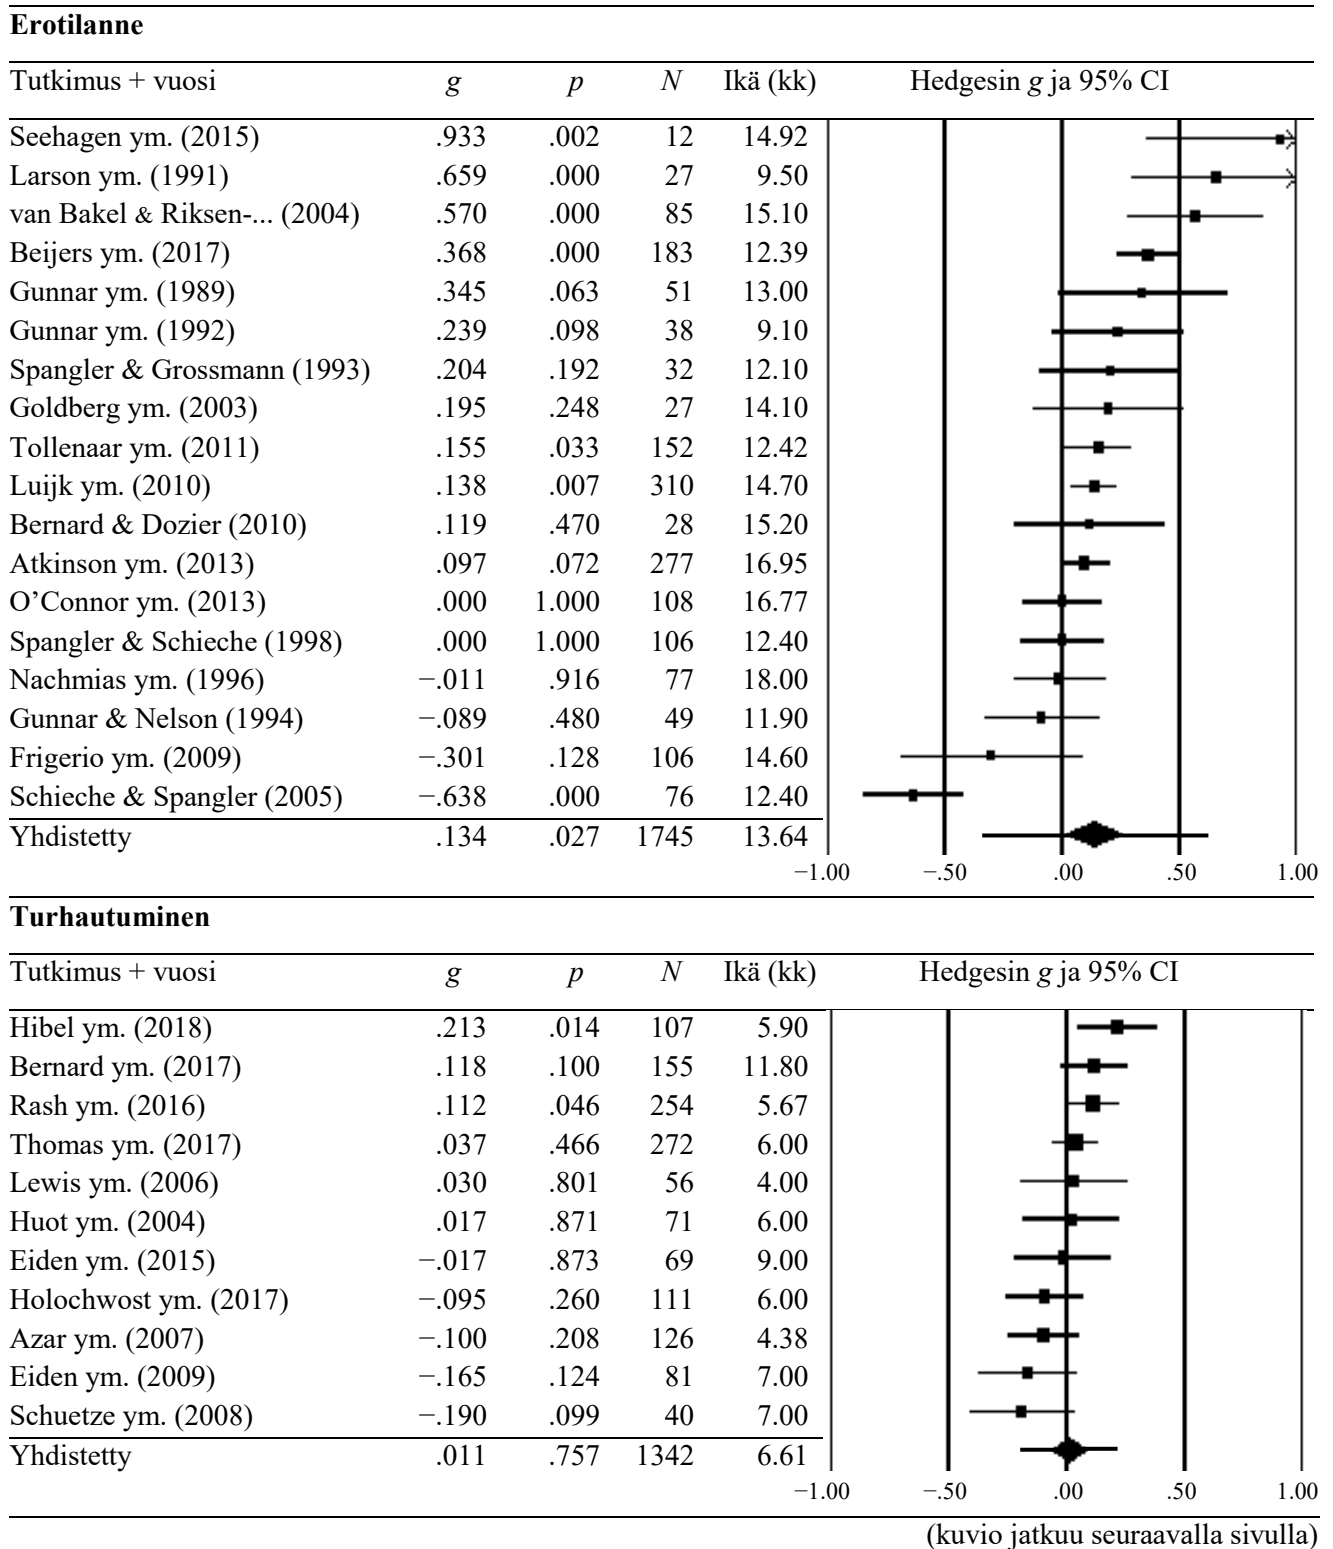 Erotilanne
Tutkimus + vuosi g p N Ikä (kk) Hedgesin g ja 95% CI
Seehagen ym. (2015) .933 .002 12 14.92
Larson ym. (1991) .659 .000 27 9.50
van Bakel & Riksen-... (2004) .570 .000 85 15.10
Beijers ym. (2017) .368 .000 183 12.39
Gunnar ym. (1989) .345 .063 51 13.00
Gunnar ym. (1992) .239 .098 38 9.10
Spangler & Grossmann (1993) .204 .192 32 12.10
Goldberg ym. (2003) .195 .248 27 14.10
Tollenaar ym. (2011) .155 .033 152 12.42
Luijk ym. (2010) .138 .007 310 14.70
Bernard & Dozier (2010) .119 .470 28 15.20
Atkinson ym. (2013) .097 .072 277 16.95
O’Connor ym. (2013) .000 1.000 108 16.77
Spangler & Schieche (1998) .000 1.000 106 12.40
Nachmias ym. (1996) −.011 .916 77 18.00
Gunnar & Nelson (1994) −.089 .480 49 11.90
Frigerio ym. (2009) −.301 .128 106 14.60
Schieche & Spangler (2005) −.638 .000 76 12.40
Yhdistetty .134 .027 1745 13.64
−1.00 −.50 .00 .50 1.00
Turhautuminen
Tutkimus + vuosi g p N Ikä (kk) Hedgesin g ja 95% CI
Hibel ym. (2018) .213 .014 107 5.90
Bernard ym. (2017) .118 .100 155 11.80
Rash ym. (2016) .112 .046 254 5.67
Thomas ym. (2017) .037 .466 272 6.00
Lewis ym. (2006) .030 .801 56 4.00
Huot ym. (2004) .017 .871 71 6.00
Eiden ym. (2015) −.017 .873 69 9.00
Holochwost ym. (2017) −.095 .260 111 6.00
Azar ym. (2007) −.100 .208 126 4.38
Eiden ym. (2009) −.165 .124 81 7.00
Schuetze ym. (2008) −.190 .099 40 7.00
Yhdistetty .011 .757 1342 6.61
−1.00 −.50 .00 .50 1.00
(kuvio jatkuu seuraavalla sivulla)